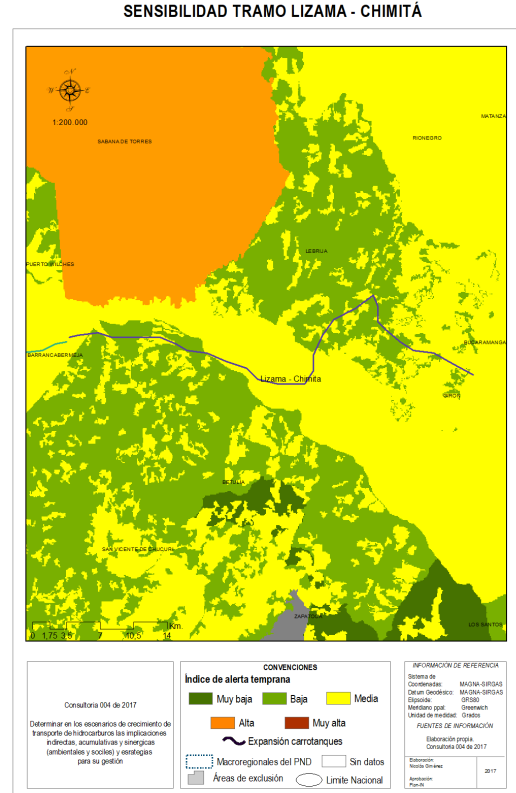 SENSIBILIDAD TRAMO LIZAMA - CHIMITÁ
N
W E
S
1:200.000
MATANZA
RIONEGRO
SABANA DE TORRES
LEBRIJA
PUERTO WILCHES
BUCARAMANGA
BARRANCABERMEJA
Lizama - Chimita
GIRÓN
BETULIA
SAN VICENTE DE CHUCURÍ
ZAPATOCA
LOS SANTOS
Km.
0 1,75 3,5 7 10,5 14
Consultoria 004 de 2017
Determinar en los escenarios de crecimiento de
transporte de hidrocarburos las implicaciones
indirectas, acumulativas y sinergicas
(ambientales y sociles) y esrategias
para su gestión
CONVENCIONES
Índice de alerta temprana
Muy baja Baja Media
Alta Muy alta
Expansión carrotanques
Macroregionales del PND Sin datos
Áreas de exclusión Limite Nacional
INFORMACIÓN DE REFERENCIA
Sistema de
Coordenadas: MAGNA-SIRGAS
Datum Geodésico: MAGNA-SIRGAS
Elipsoide: GRS80
Meridiano ppal: Greenwich
Unidad de medidad: Grados
FUENTES DE INFORMACIÓN
Elaboración propia.
Consultoria 004 de 2017
Elaboración:
2017
Aprobación: